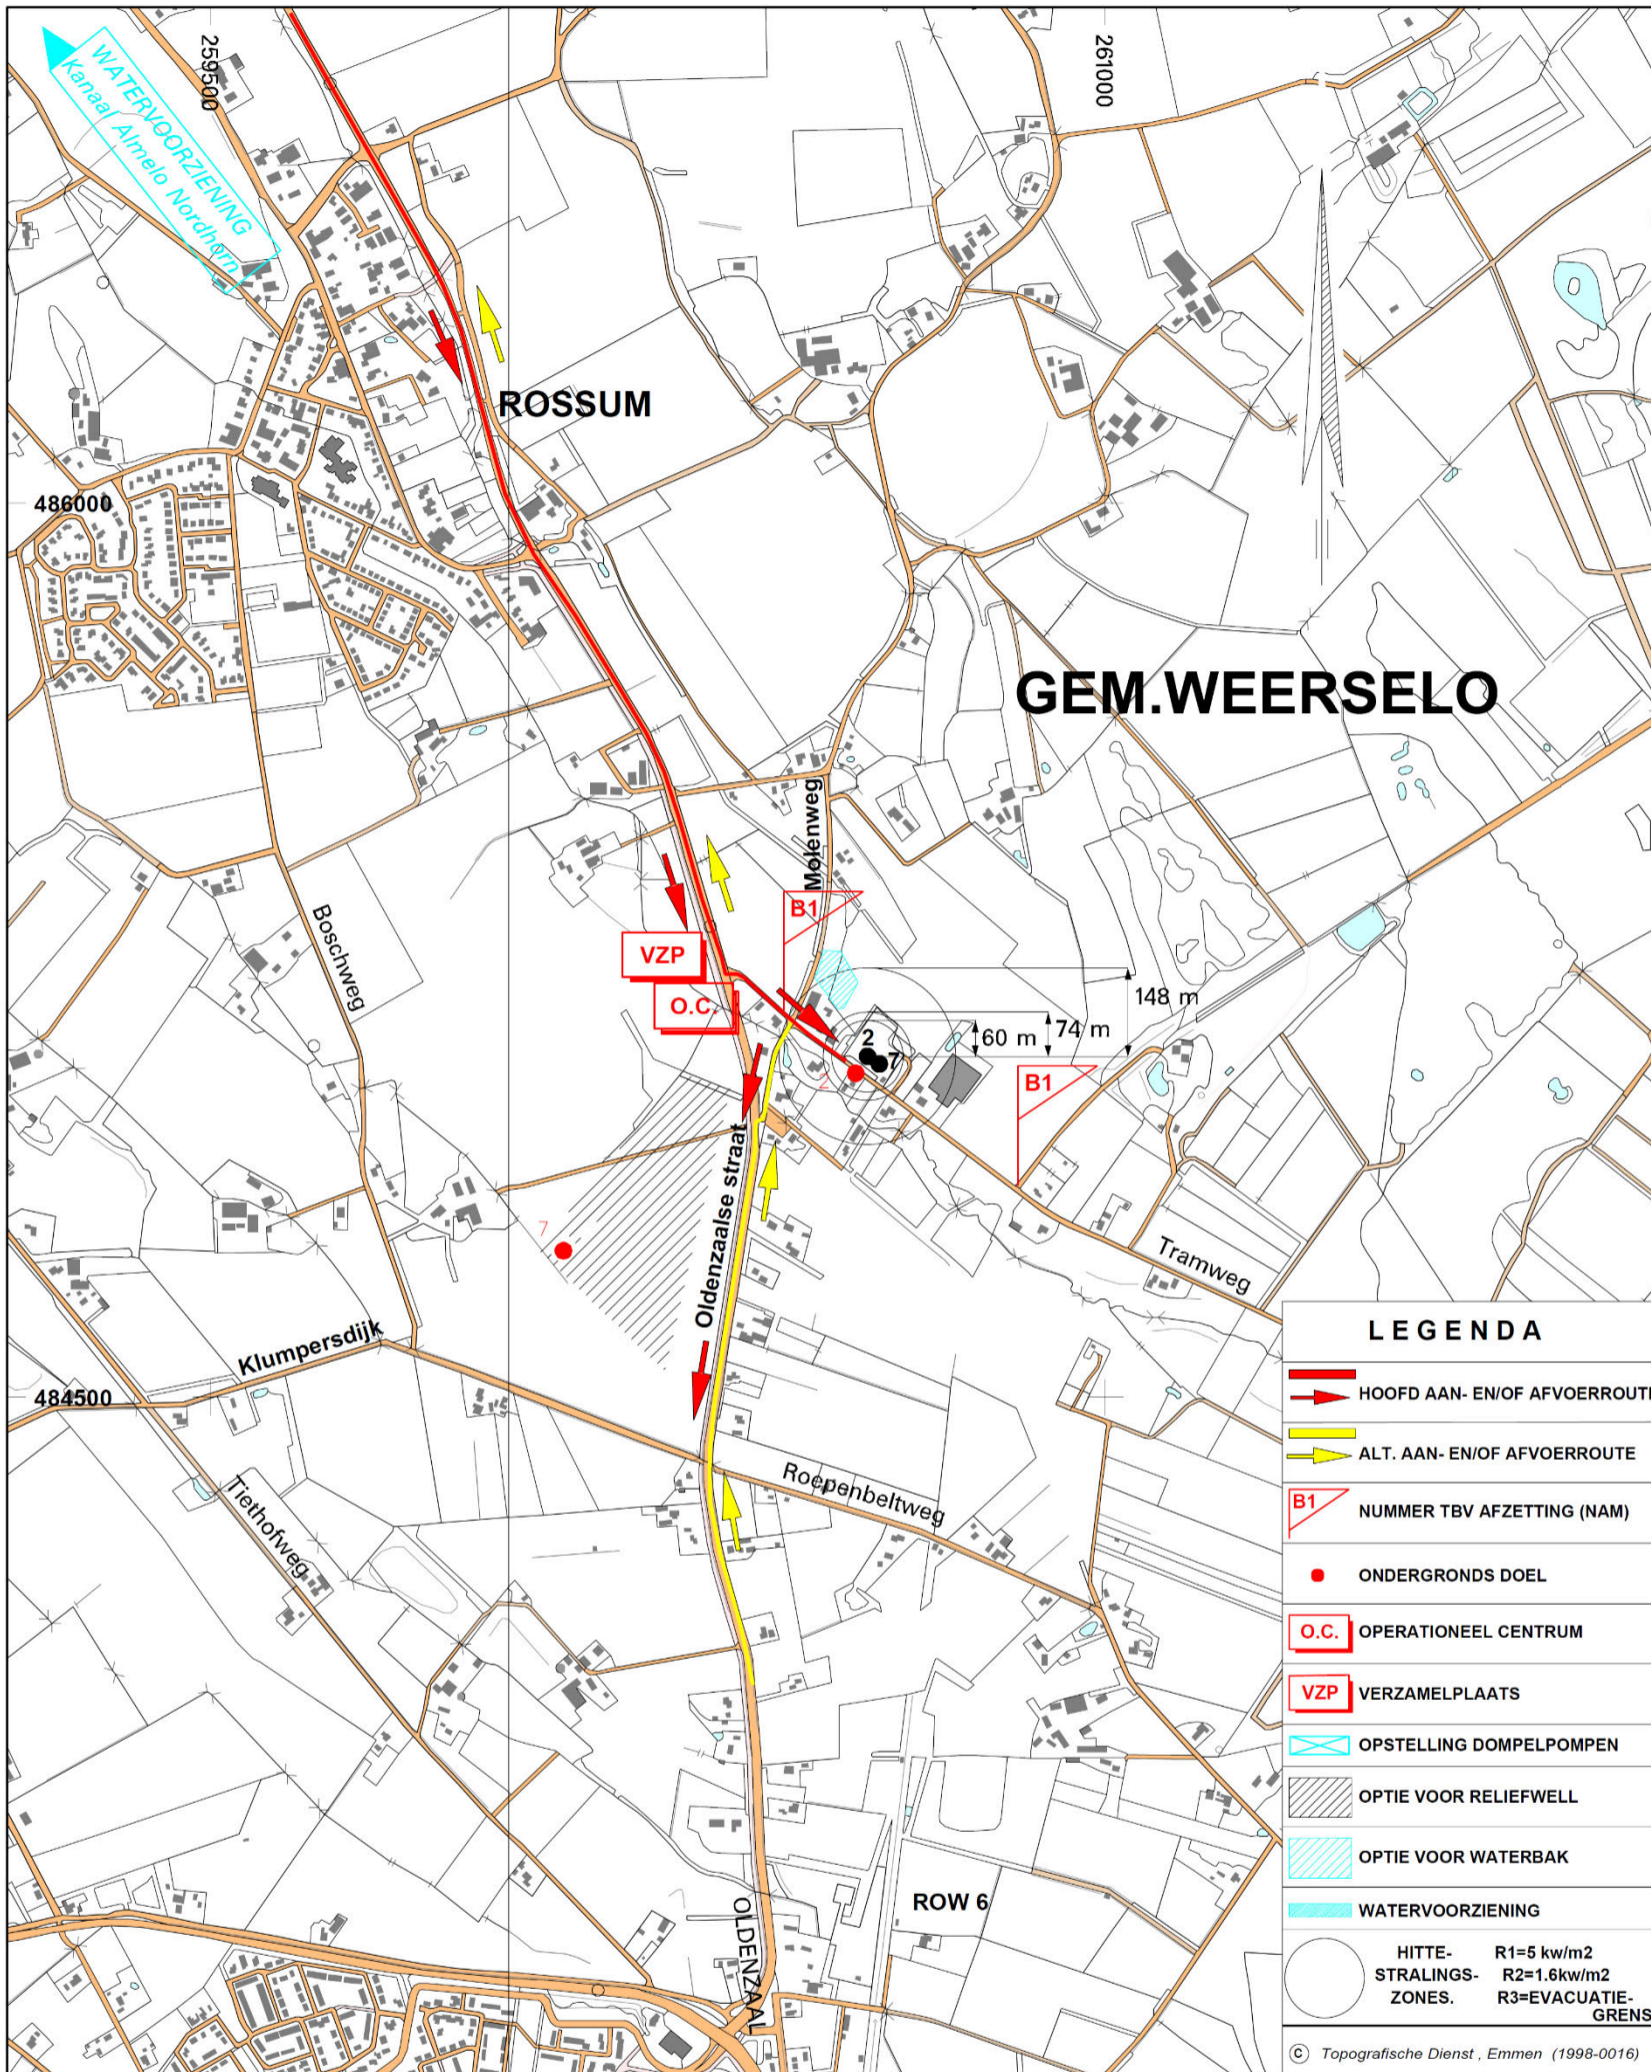 259500
261000
WATERVOORZIENING
Kanaal Almelo Nordhorn
ROSSUM
486000
GEM.WEERSELO
Molenweg
B1
VZP
O.C.
Boschweg
148 m
74 m
60 m
2
7
2
B1
Oldenzaalse straat
7
Tramweg
Klumpersdijk
484500
Roepenbeltweg
Tiethofweg
ROW 6
OLDENZAAL
LEGENDA
HOOFD AAN- EN/OF AFVOERROUTE
ALT. AAN- EN/OF AFVOERROUTE
B1 NUMMER TBV AFZETTING (NAM)
ONDERGRONDS DOEL
O.C. OPERATIONEEL CENTRUM
VZP VERZAMELPLAATS
OPSTELLING DOMPELPOMPEN
OPTIE VOOR RELIEFWELL
OPTIE VOOR WATERBAK
WATERVOORZIENING
HITTE- R1=5 kw/m2
STRALINGS- R2=1.6kw/m2
ZONES. R3=EVACUATIE-
GRENS
© Topografische Dienst , Emmen (1998-0016)